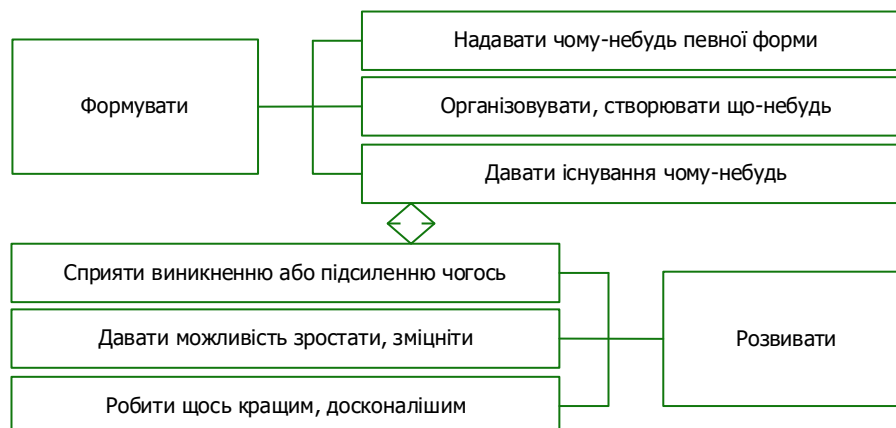 Формувати
Надавати чому-небудь певної форми
Організовувати, створювати що-небудь
Давати існування чому-небудь
Сприяти виникненню або підсиленню чогось
Давати можливість зростати, зміцніти
Робити щось кращим, досконалішим
Розвивати